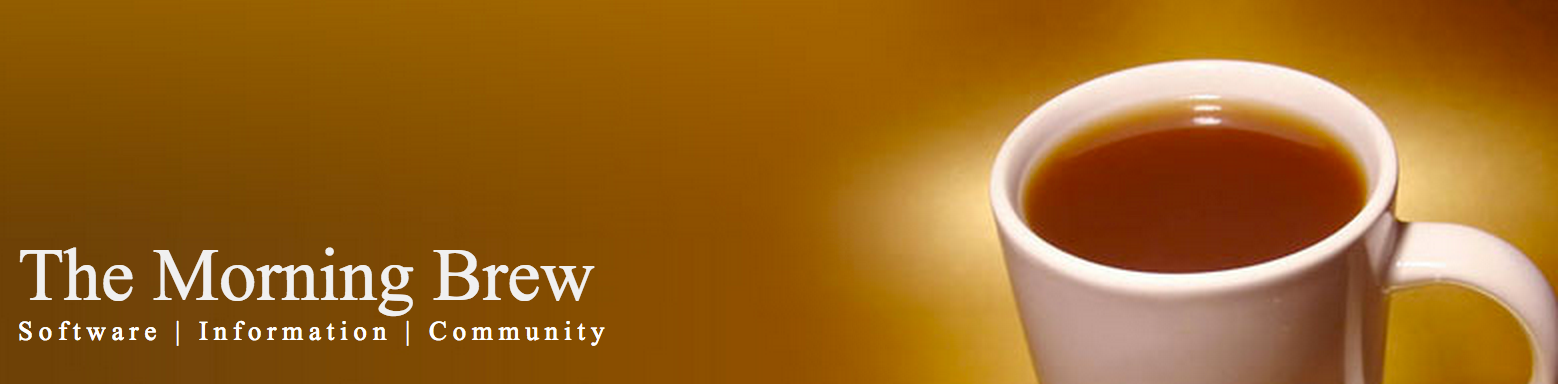 The Morning Brew
Software | Information | Community